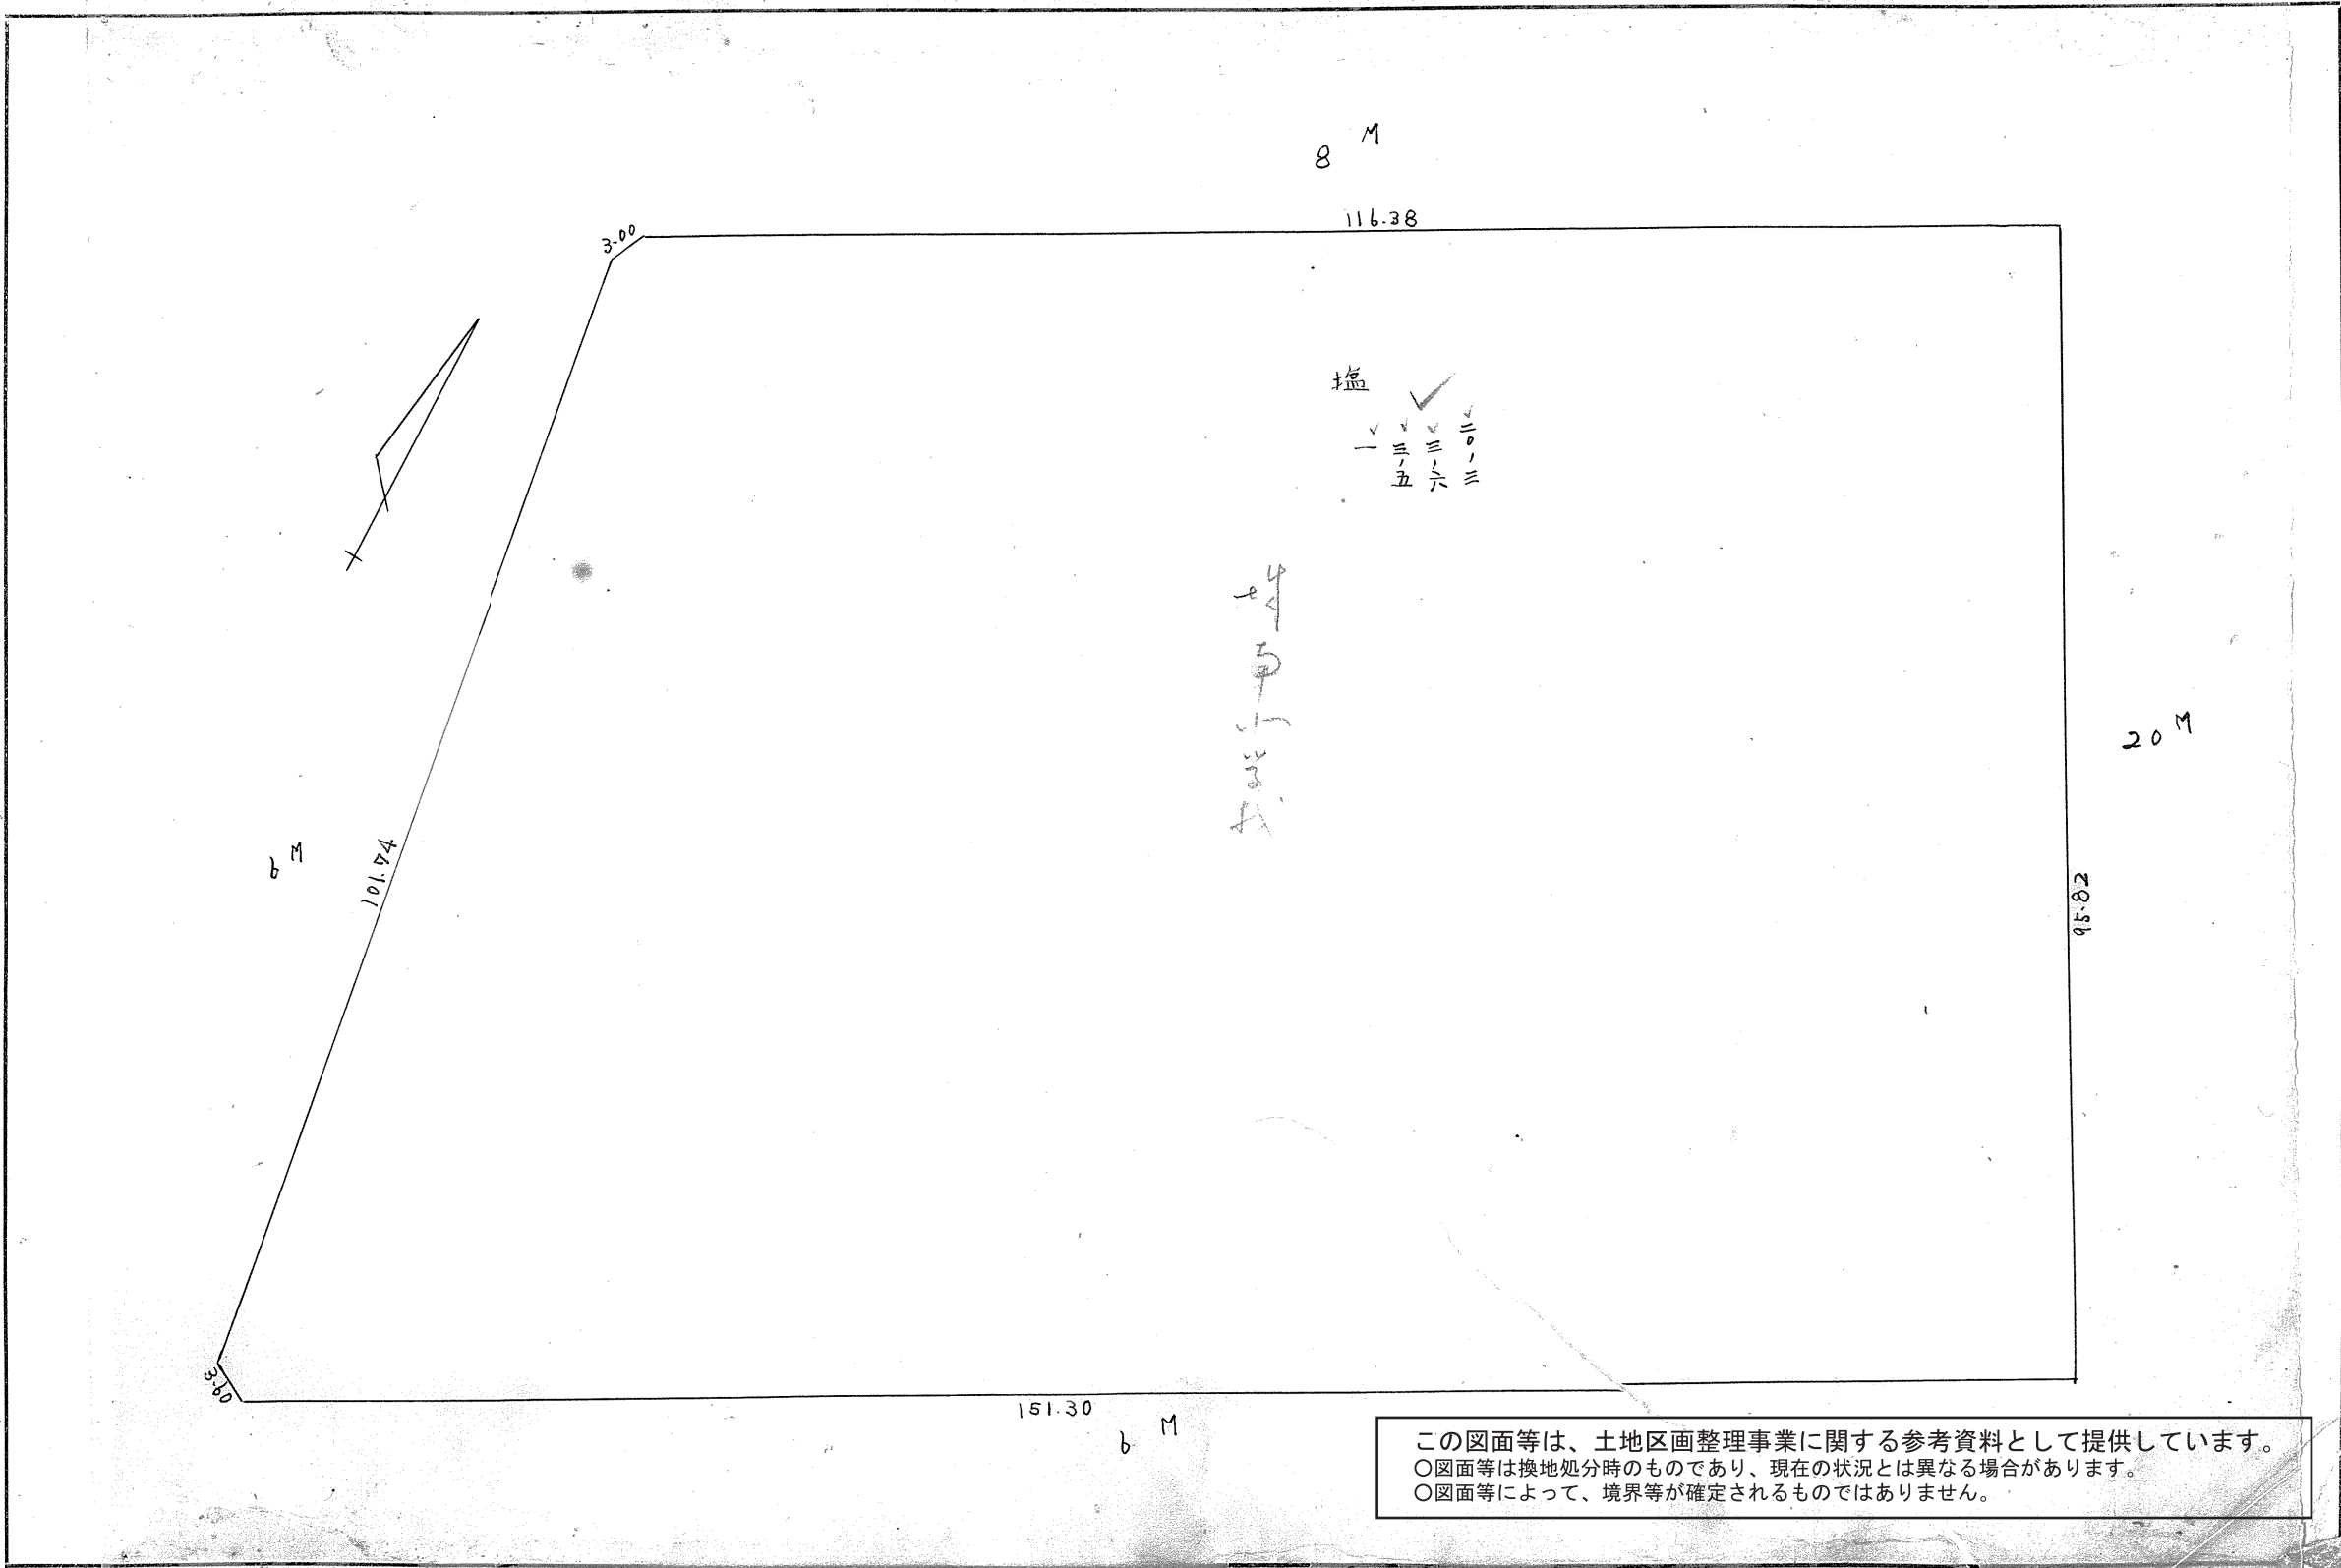 8 M
116.38
3.00
塩
二〇,三
三,六
三,五
一
20 M
95.82
6 M
101.74
3.60
151.30
6 M
小学校
この図面等は、土地区画整理事業に関する参考資料として提供しています。
○図面等は換地処分時のものであり、現在の状況とは異なる場合があります。
○図面等によって、境界等が確定されるものではありません。